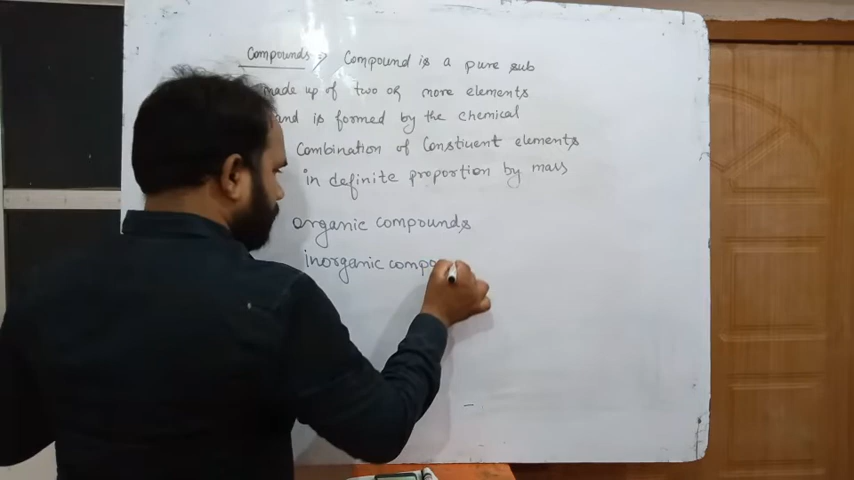 Compounds => Compound is a pure sub
made up of two or more elements
and is formed by the chemical
Combination of Constiuent elements
in definite proportion by mass
organic compounds
inorganic compo